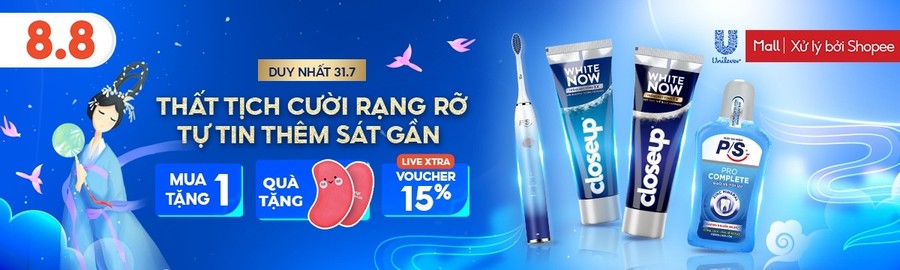 8.8
DUY NHẤT 31.7
THẤT TỊCH CƯỜI RẠNG RỠ
TỰ TIN THÊM SÁT GẦN
MUA
TẶNG 1
QUÀ
TẶNG
LIVE XTRA
VOUCHER
15%
Unilever
Mall | Xử lý bởi Shopee
P/S
WHITE
NOW
closeup
WHITE
NOW
closeup
P/S
PRO
COMPLETE